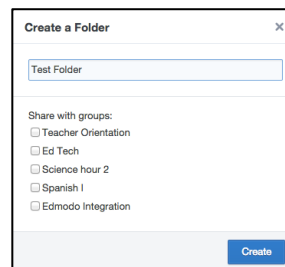 Create a Folder
Test Folder
Share with groups:
Teacher Orientation
Ed Tech
Science hour 2
Spanish I
Edmodo Integration
Create